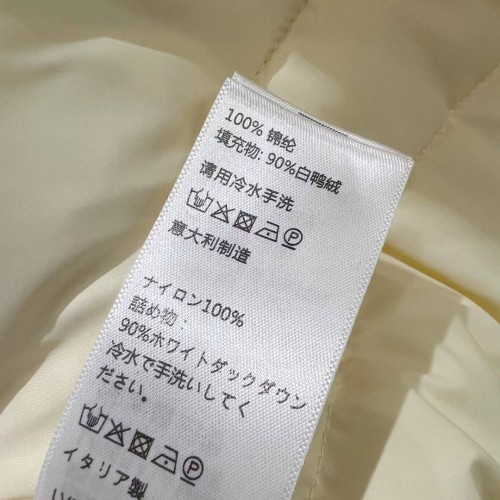 100% 锦纶
填充物: 90%白鸭絨
请用冷水手洗
P
意大利制造
ナイロン100%
詰め物：
90%ホワイトダックダウン
冷水で手洗いしてく
ださい。
P
イタリア製